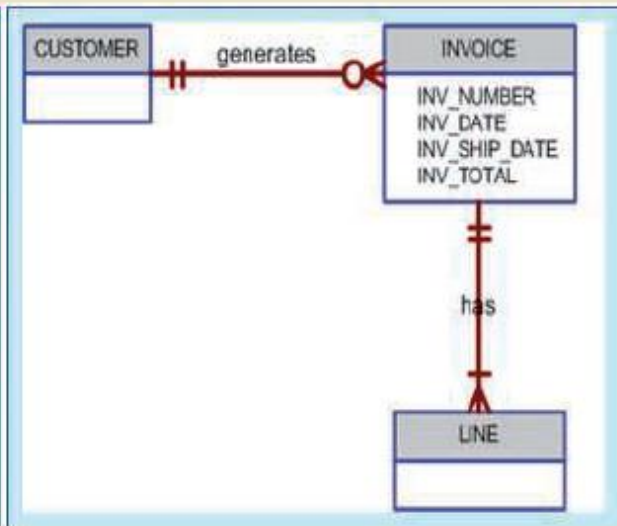 CUSTOMER
generates
INVOICE
INV_NUMBER
INV_DATE
INV_SHIP_DATE
INV_TOTAL
has
LINE